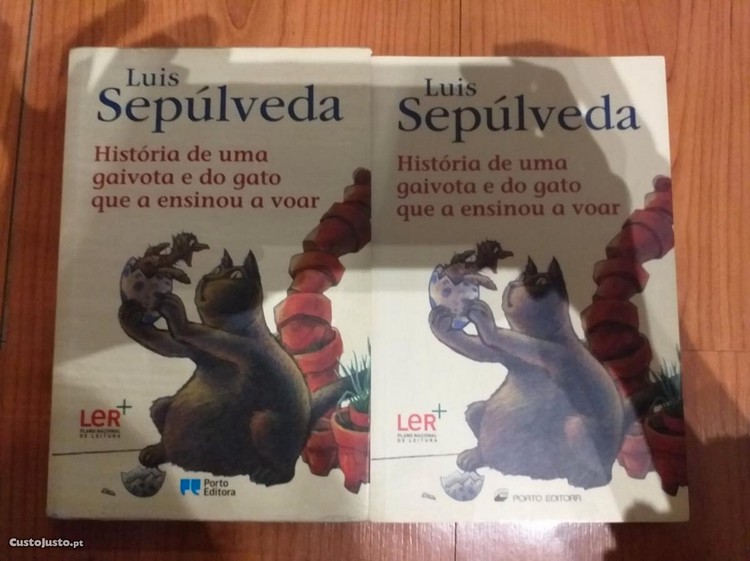 Luis
Sepúlveda
História de uma
gaivota e do gato
que a ensinou a voar
LeR+
PLANO NACIONAL
DE LEITURA
Porto
Editora
Luis
Sepúlveda
História de uma
gaivota e do gato
que a ensinou a voar
LeR+
PLANO NACIONAL
DE LEITURA
PORTO EDITORA
CustoJusto.pt